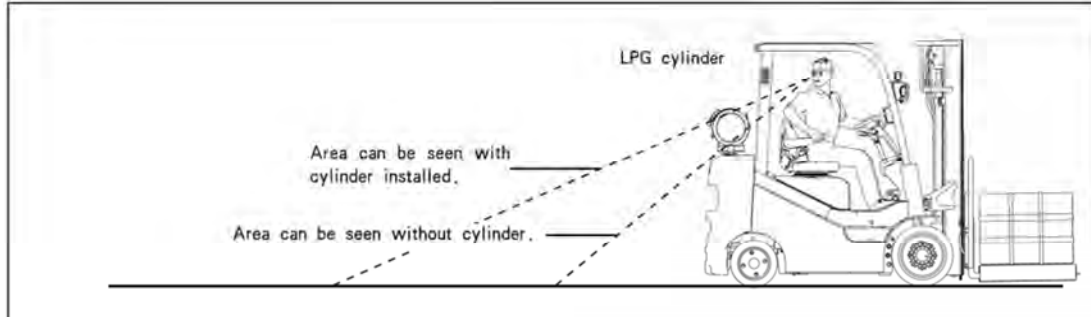 LPG cylinder
Area can be seen with
cylinder installed.
Area can be seen without cylinder.